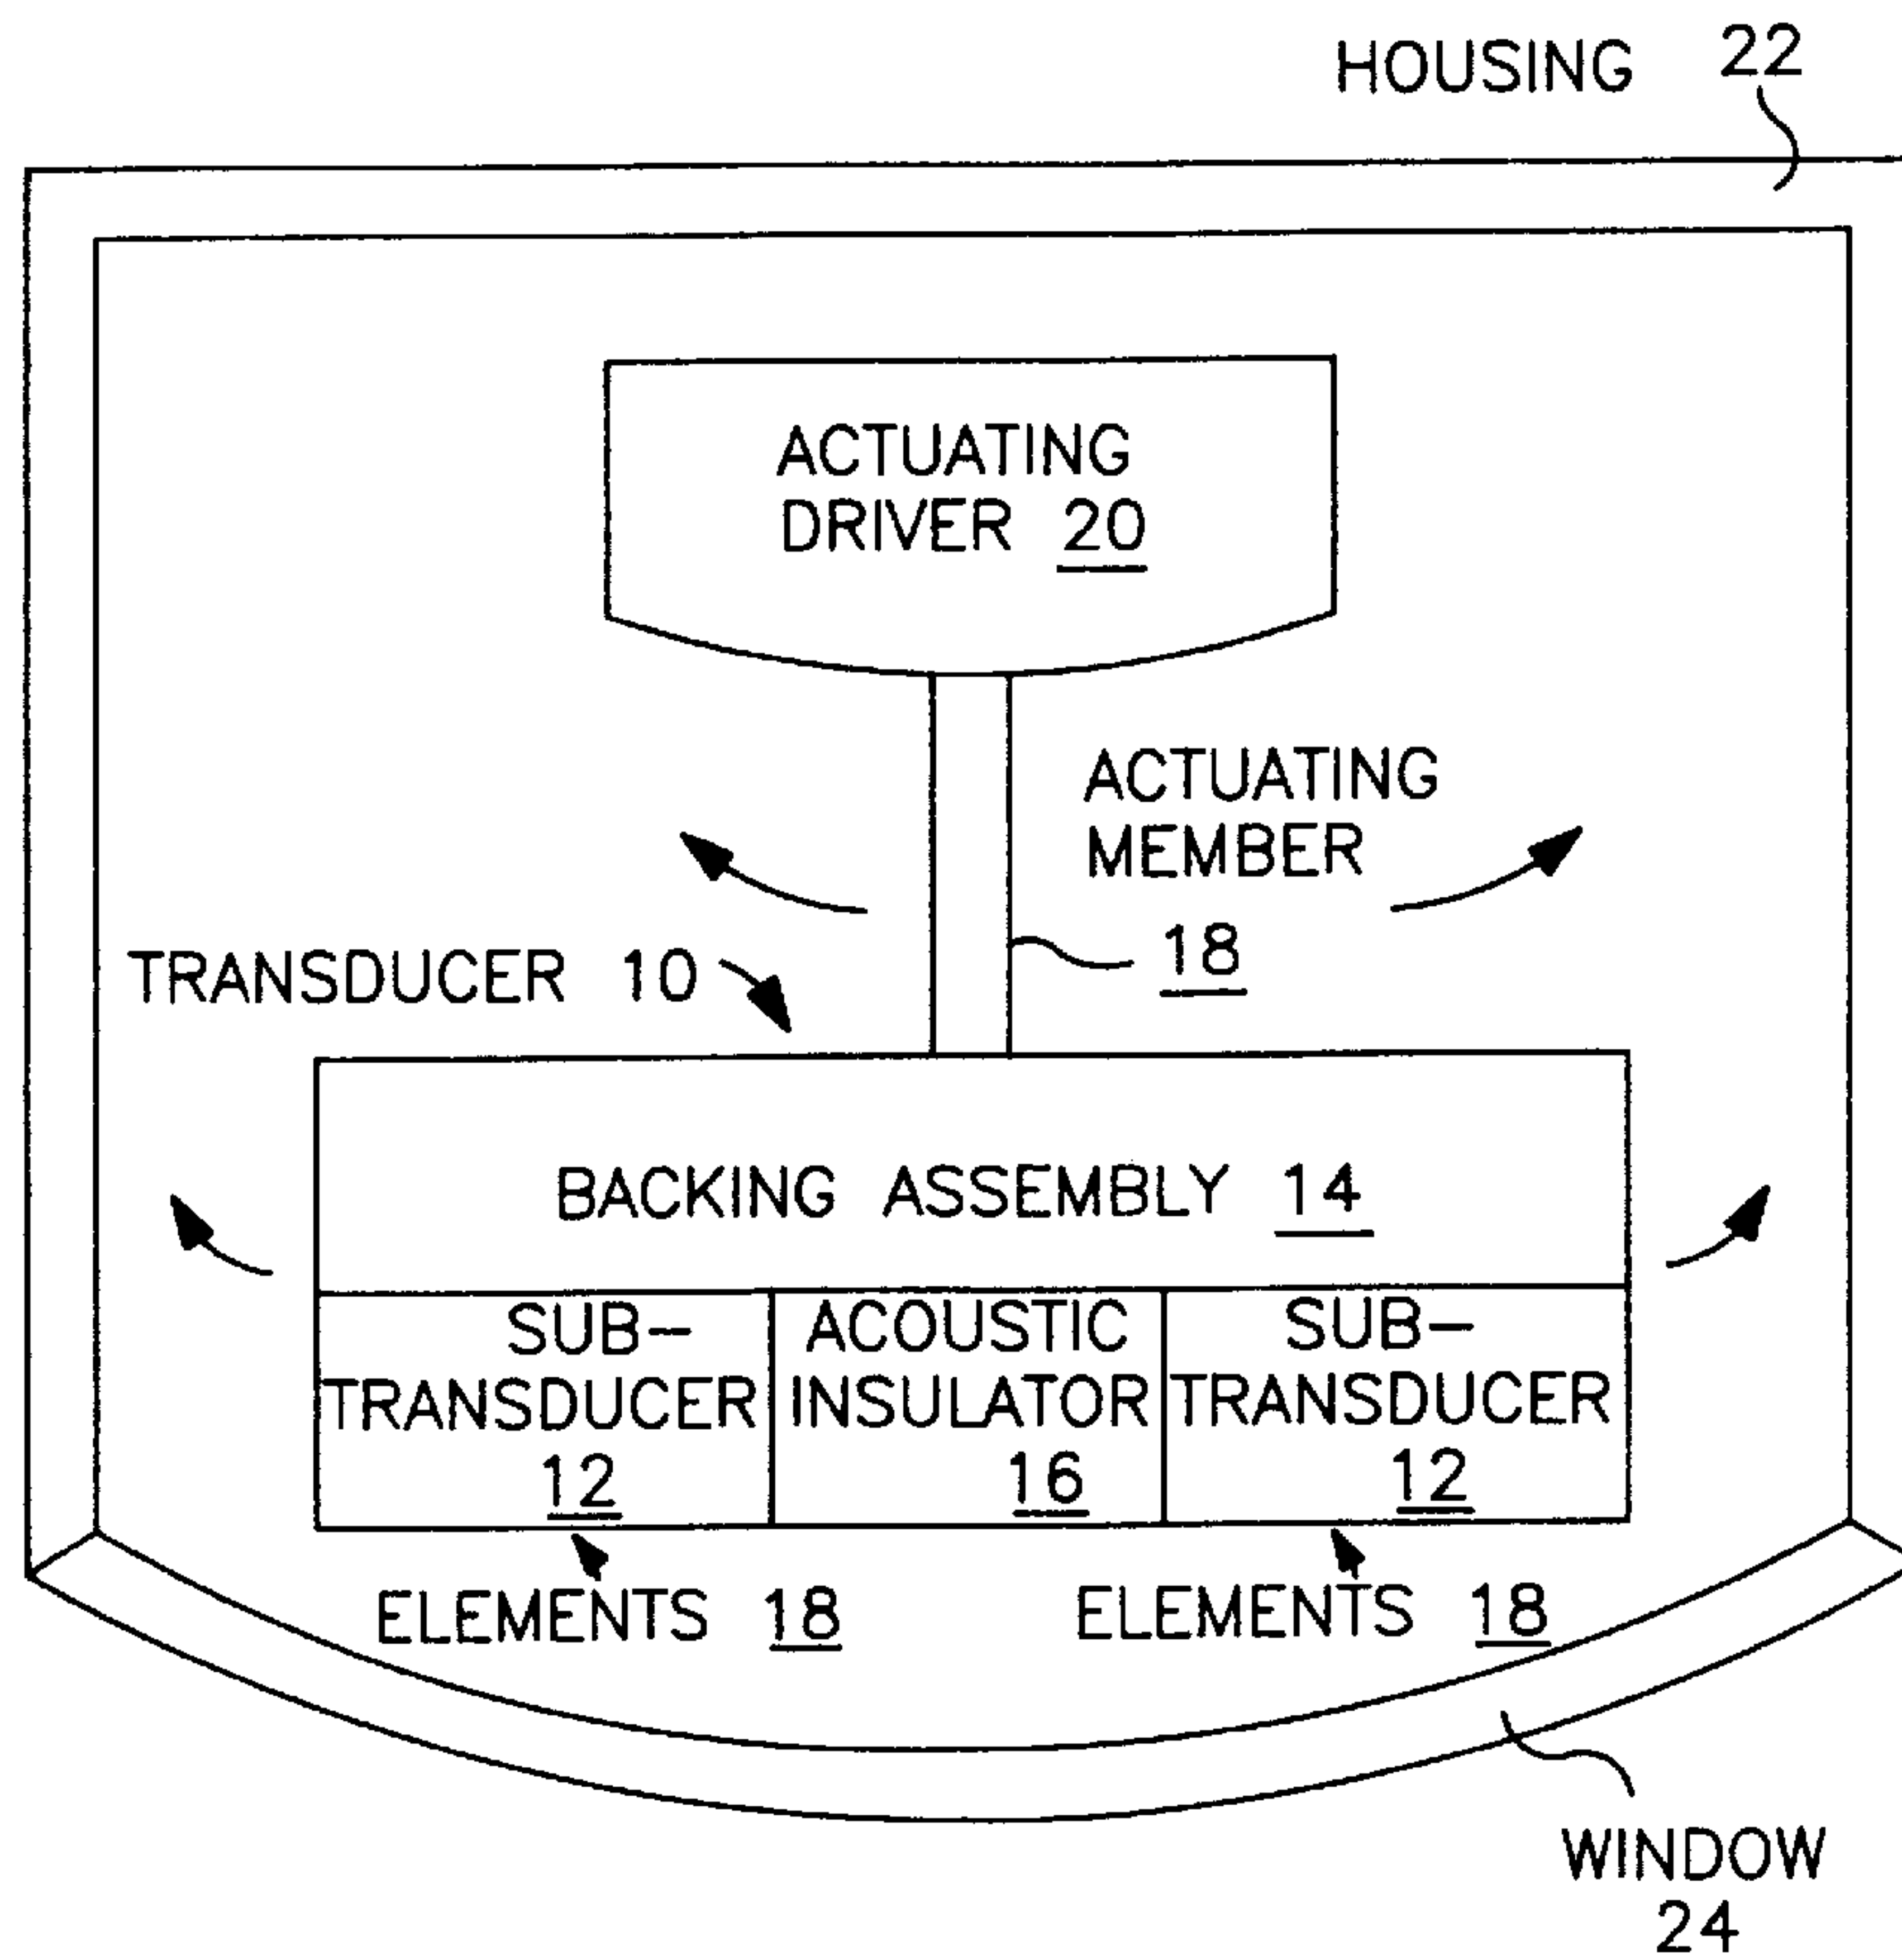 HOUSING 22
ACTUATING
DRIVER 20
ACTUATING
MEMBER
18
TRANSDUCER 10
BACKING ASSEMBLY 14
SUB-
TRANSDUCER
12
ACOUSTIC
INSULATOR
16
SUB-
TRANSDUCER
12
ELEMENTS 18
ELEMENTS 18
WINDOW
24